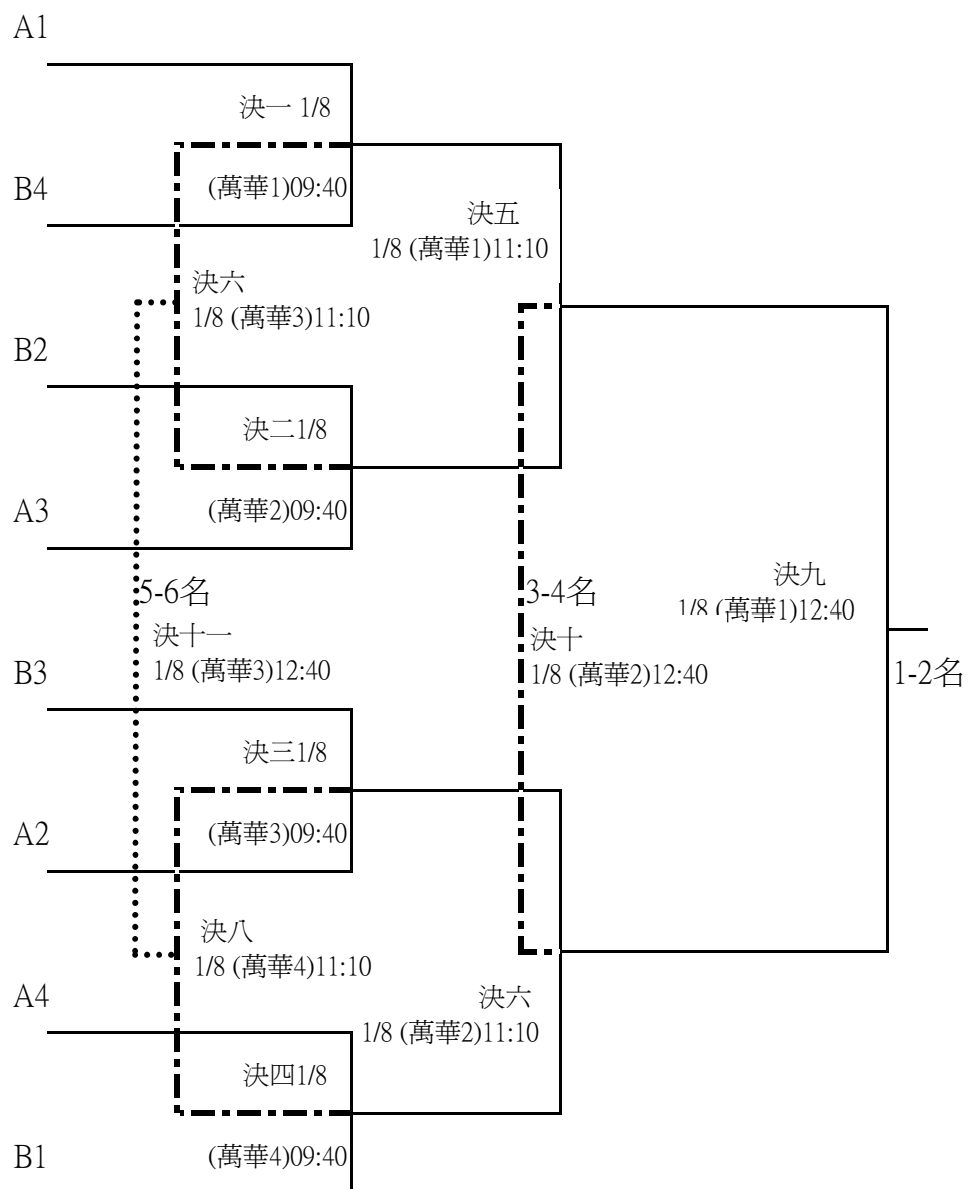 A1
決一 1/8
B4
(萬華1)09:40
決五
1/8 (萬華1)11:10
決六
1/8 (萬華3)11:10
B2
決二1/8
A3
(萬華2)09:40
5-6名
3-4名
決九
1/8 (萬華1)12:40
決十一
1/8 (萬華3)12:40
決十
1/8 (萬華2)12:40
B3
1-2名
決三1/8
A2
(萬華3)09:40
決八
1/8 (萬華4)11:10
A4
決六
1/8 (萬華2)11:10
決四1/8
B1
(萬華4)09:40